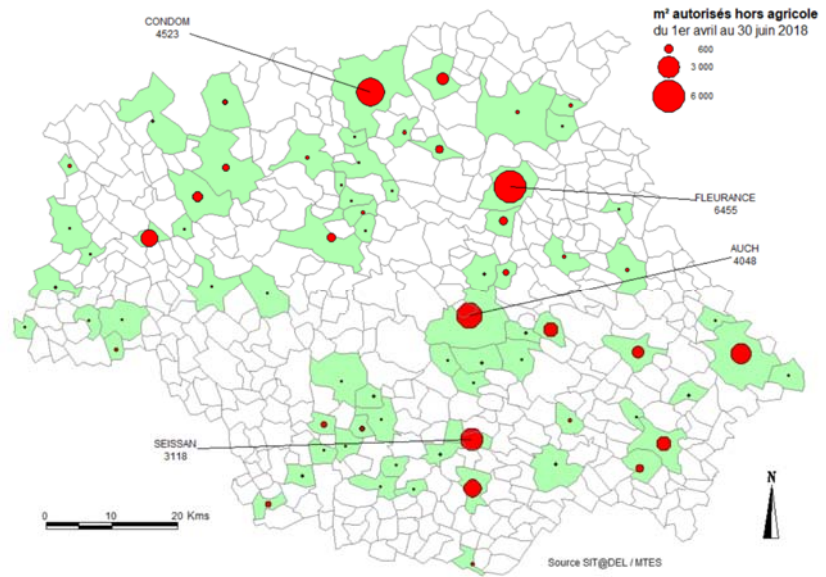 CONDOM
4523
m² autorisés hors agricole
du 1er avril au 30 juin 2018
600
3 000
6 000
FLEURANCE
6455
AUCH
4048
SEISSAN
3118
0 10 20 Kms
N
Source SIT@DEL / MTES